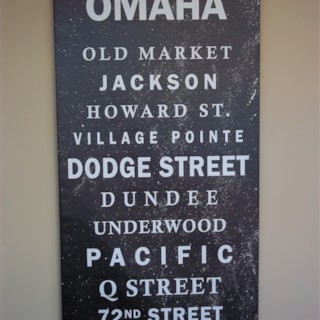 OMAHA
OLD MARKET
JACKSON
HOWARD ST.
VILLAGE POINTE
DODGE STREET
DUNDEE
UNDERWOOD
PACIFIC
Q STREET
72ND STREET